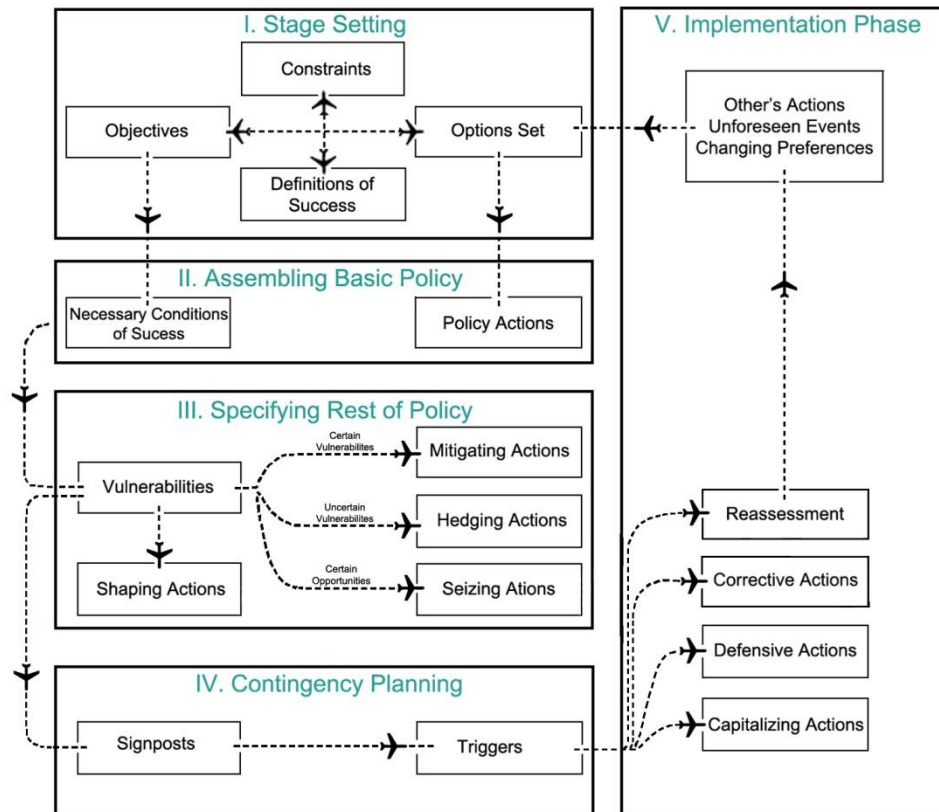 I. Stage Setting
Constraints
Objectives
Options Set
Definitions of
Success
II. Assembling Basic Policy
Necessary Conditions
of Sucess
Policy Actions
III. Specifying Rest of Policy
Certain
Vulnerabilites
Mitigating Actions
Vulnerabilities
Uncertain
Vulnerabilites
Hedging Actions
Certain
Opportunities
Shaping Actions
Seizing Ations
IV. Contingency Planning
Signposts
Triggers
V. Implementation Phase
Other's Actions
Unforeseen Events
Changing Preferences
Reassessment
Corrective Actions
Defensive Actions
Capitalizing Actions